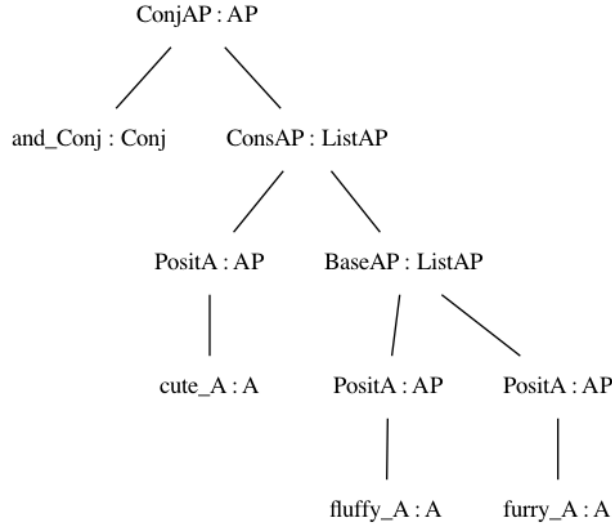 ConjAP : AP
and_Conj : Conj ConsAP : ListAP
PositA : AP BaseAP : ListAP
cute_A : A PositA : AP PositA : AP
fluffy_A : A furry_A : A